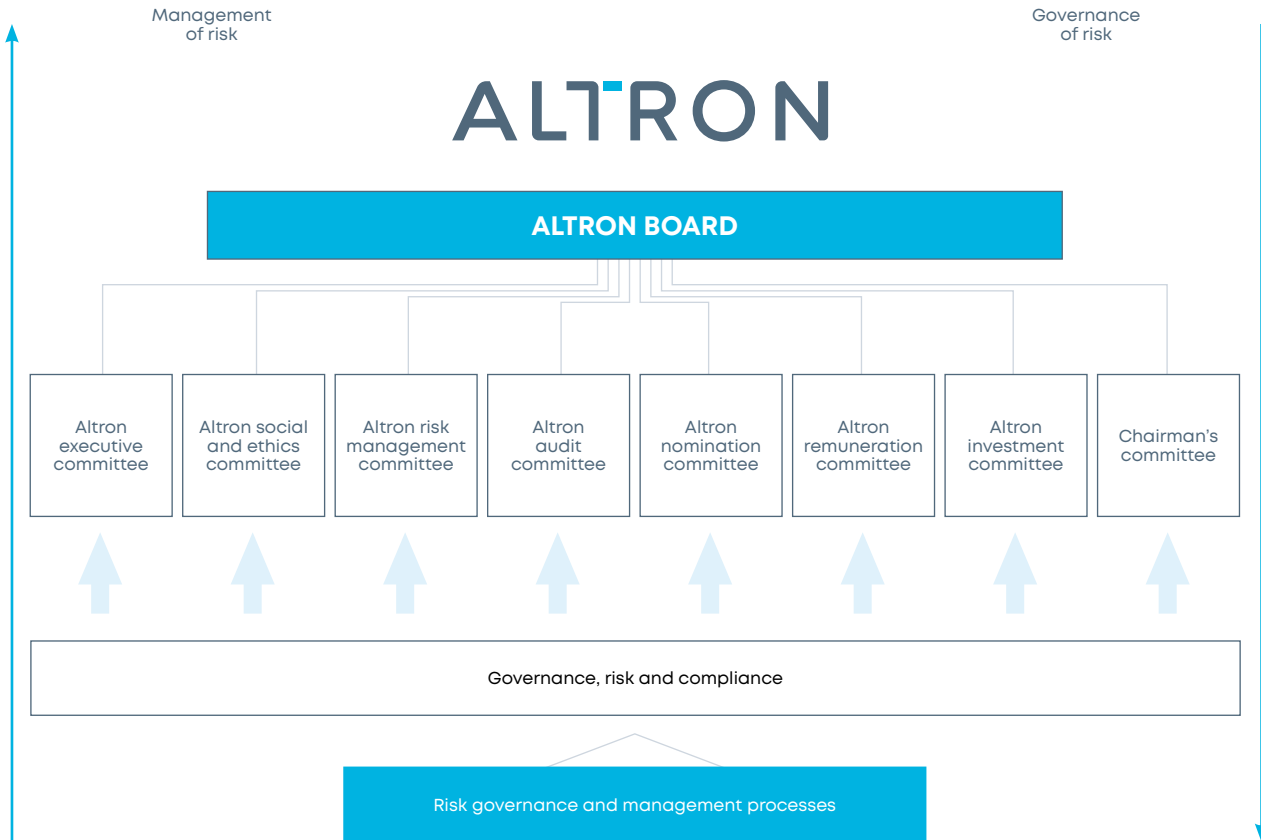 Management
of risk
Governance
of risk
ALTRON
ALTRON BOARD
Altron
executive
committee
Altron social
and ethics
committee
Altron risk
management
committee
Altron
audit
committee
Altron
nomination
committee
Altron
remuneration
committee
Altron
investment
committee
Chairman’s
committee
Governance, risk and compliance
Risk governance and management processes